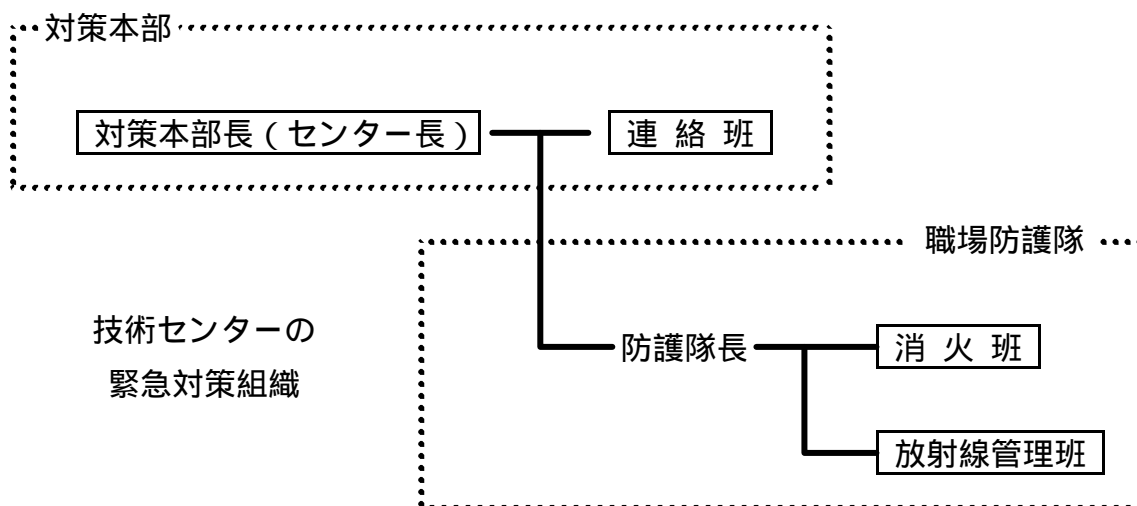 対策本部
対策本部長（センター長） 連 絡 班
職場防護隊
技術センターの
緊急対策組織
防護隊長 消 火 班
放射線管理班